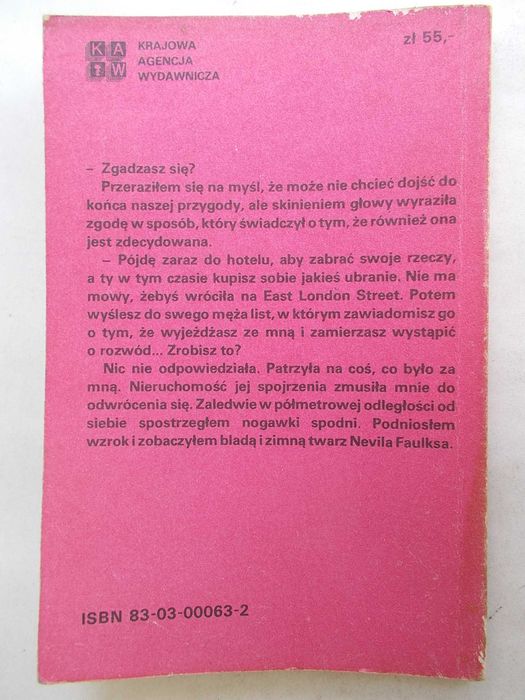 K A
A W
KRAJOWA
AGENCJA
WYDAWNICZA
zł 55,-
– Zgadzasz się?
Przeraziłem się na myśl, że może nie chcieć dojść do
końca naszej przygody, ale skinieniem głowy wyraziła
zgodę w sposób, który świadczył o tym, że również ona
jest zdecydowana.
– Pójdę zaraz do hotelu, aby zabrać swoje rzeczy,
a ty w tym czasie kupisz sobie jakieś ubranie. Nie ma
mowy, żebyś wróciła na East London Street. Potem
wyślesz do swego męża list, w którym zawiadomisz go
o tym, że wyjeżdżasz ze mną i zamierzasz wystąpić
o rozwód... Zrobisz to?
Nic nie odpowiedziała. Patrzyła na coś, co było za
mną. Nieruchomość jej spojrzenia zmusiła mnie do
odwrócenia się. Zaledwie w półmetrowej odległości od
siebie spostrzegłem nogawki spodni. Podniosłem
wzrok i zobaczyłem bladą i zimną twarz Nevila Faulksa.
ISBN 83-03-00063-2